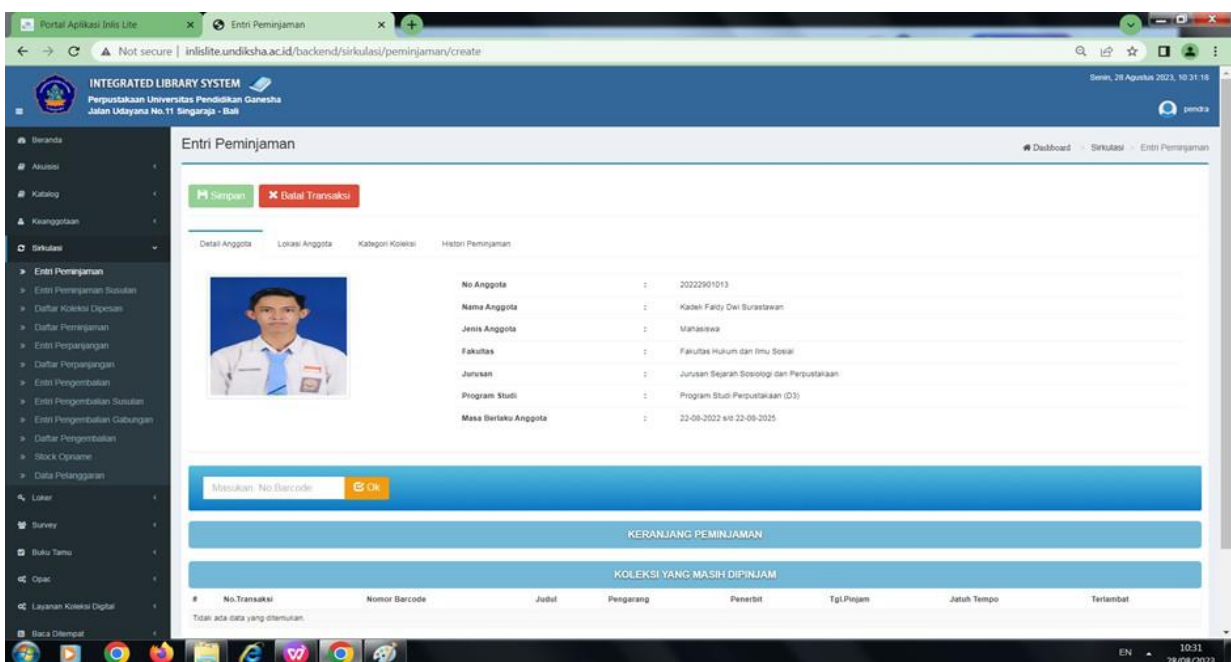 Portal Aplikasi Inlis Lite
Entri Peminjaman
Not secure | inlislite.undiksha.ac.id/backend/sirkulasi/peminjaman/create
INTEGRATED LIBRARY SYSTEM
Perpustakaan Universitas Pendidikan Ganesha
Jalan Udayana No.11 Singaraja - Bali
Senin, 28 Agustus 2023, 10:31:18
pendra
Beranda
Akuisisi
Katalog
Keanggotaan
Sirkulasi
Entri Peminjaman
Entri Peminjaman Susulan
Daftar Koleksi Dipesan
Daftar Peminjaman
Entri Perpanjangan
Daftar Perpanjangan
Entri Pengembalian
Entri Pengembalian Susulan
Entri Pengembalian Gabungan
Daftar Pengembalian
Stock Opname
Data Pelanggaran
Loker
Survey
Buku Tamu
Opac
Layanan Koleksi Digital
Baca Ditempat
Entri Peminjaman
Dashboard Sirkulasi Entri Peminjaman
Simpan Batal Transaksi
Detail Anggota Lokasi Anggota Kategori Koleksi Histori Peminjaman
No Anggota : 20222901013
Nama Anggota : Kadek Faldy Dwi Surastawan
Jenis Anggota : Mahasiswa
Fakultas : Fakultas Hukum dan Ilmu Sosial
Jurusan : Jurusan Sejarah Sosiologi dan Perpustakaan
Program Studi : Program Studi Perpustakaan (D3)
Masa Berlaku Anggota : 22-08-2022 s/d 22-08-2025
Masukan No.Barcode Ok
KERANJANG PEMINJAMAN
KOLEKSI YANG MASIH DIPINJAM
# No.Transaksi Nomor Barcode Judul Pengarang Penerbit Tgl.Pinjam Jatuh Tempo Terlambat
Tidak ada data yang ditemukan.
EN 10:31
28/08/2023